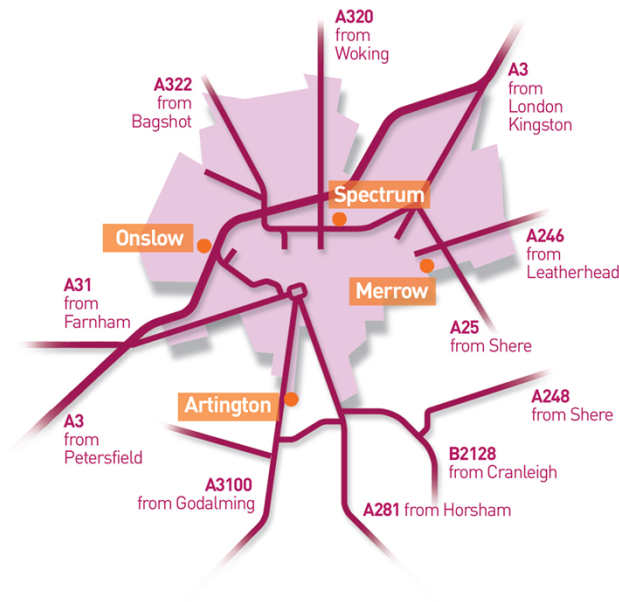 A320
from
Woking
A322
from
Bagshot
A3
from
London
Kingston
Spectrum
Onslow
A246
from
Leatherhead
Merrow
A31
from
Farnham
A25
from Shere
A248
from Shere
Artington
A3
from
Petersfield
B2128
from Cranleigh
A3100
from Godalming
A281 from Horsham